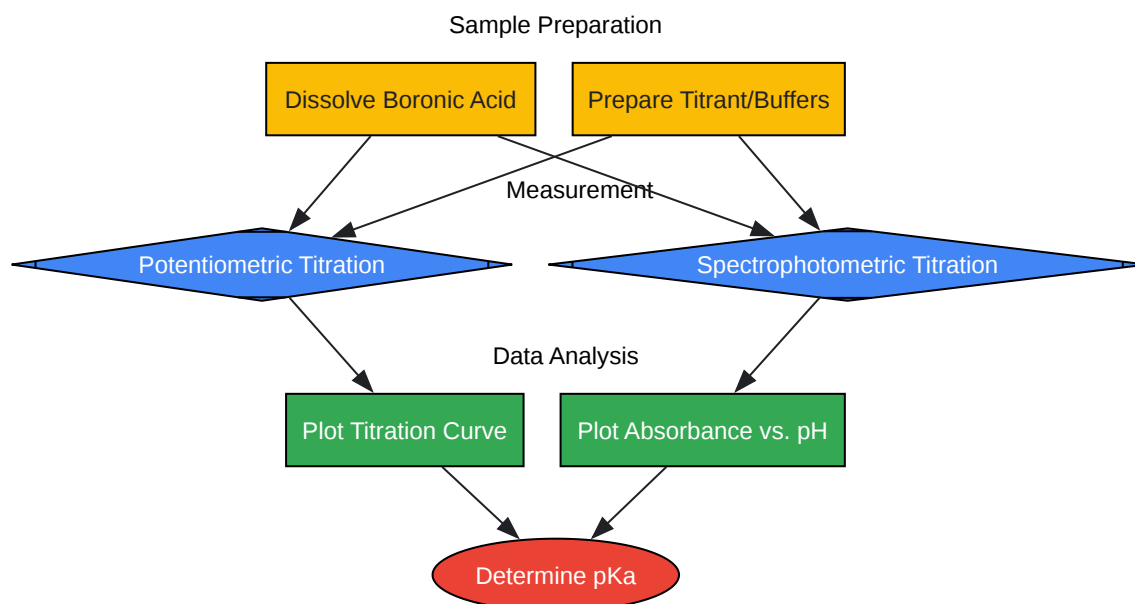 Sample Preparation
Dissolve Boronic Acid
Prepare Titrant/Buffers
Measurement
Potentiometric Titration
Spectrophotometric Titration
Data Analysis
Plot Titration Curve
Plot Absorbance vs. pH
Determine pKa